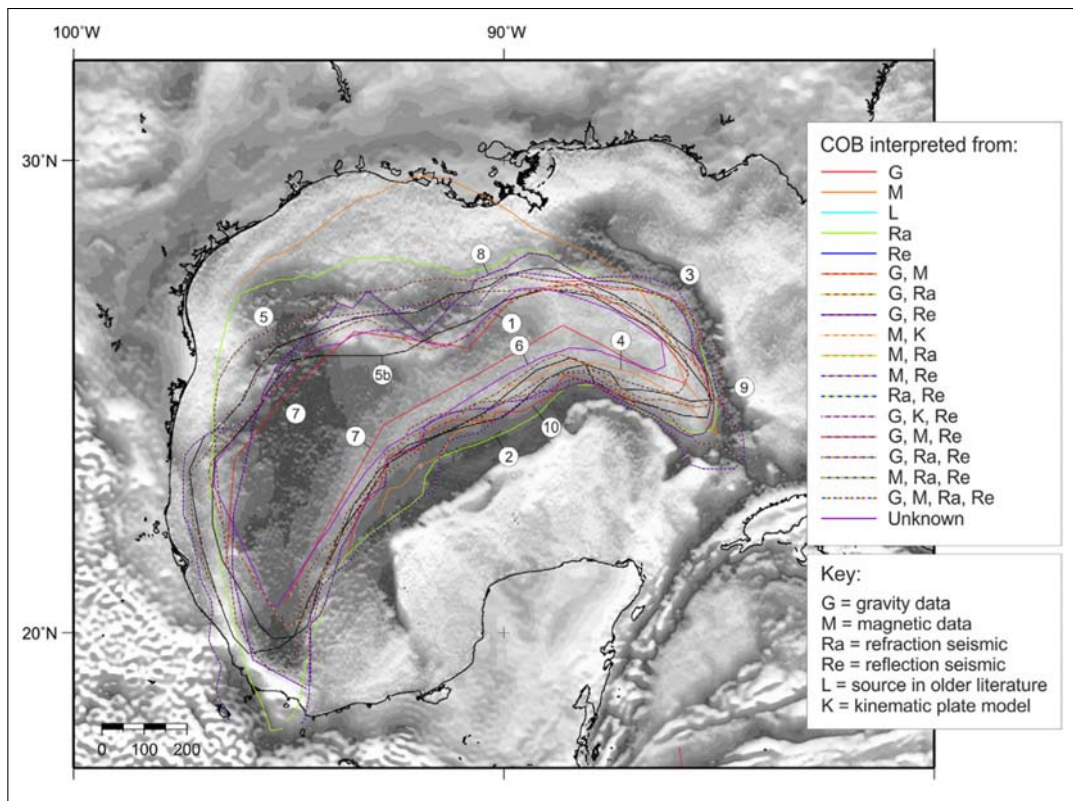 100°W 90°W
30°N
20°N
COB interpreted from:
G
M
L
Ra
Re
G, M
G, Ra
G, Re
M, K
M, Ra
M, Re
Ra, Re
G, K, Re
G, M, Re
G, Ra, Re
M, Ra, Re
G, M, Ra, Re
Unknown
Key:
G = gravity data
M = magnetic data
Ra = refraction seismic
Re = reflection seismic
L = source in older literature
K = kinematic plate model
8
3
5
1
6
4
5b
9
7
7
10
2
0 100 200